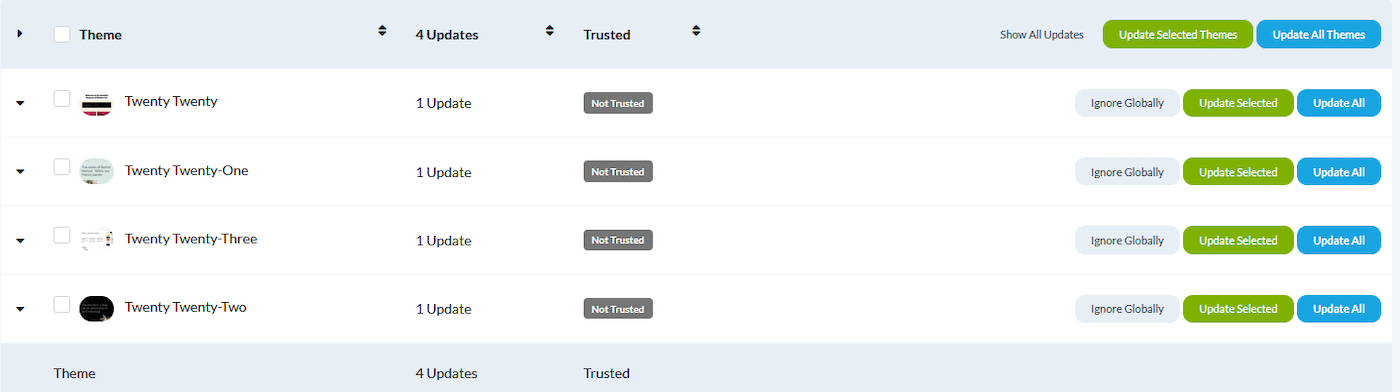 Theme 4 Updates Trusted Show All Updates Update Selected Themes Update All Themes
Twenty Twenty 1 Update Not Trusted Ignore Globally Update Selected Update All
Twenty Twenty-One 1 Update Not Trusted Ignore Globally Update Selected Update All
Twenty Twenty-Three 1 Update Not Trusted Ignore Globally Update Selected Update All
Twenty Twenty-Two 1 Update Not Trusted Ignore Globally Update Selected Update All
Theme 4 Updates Trusted